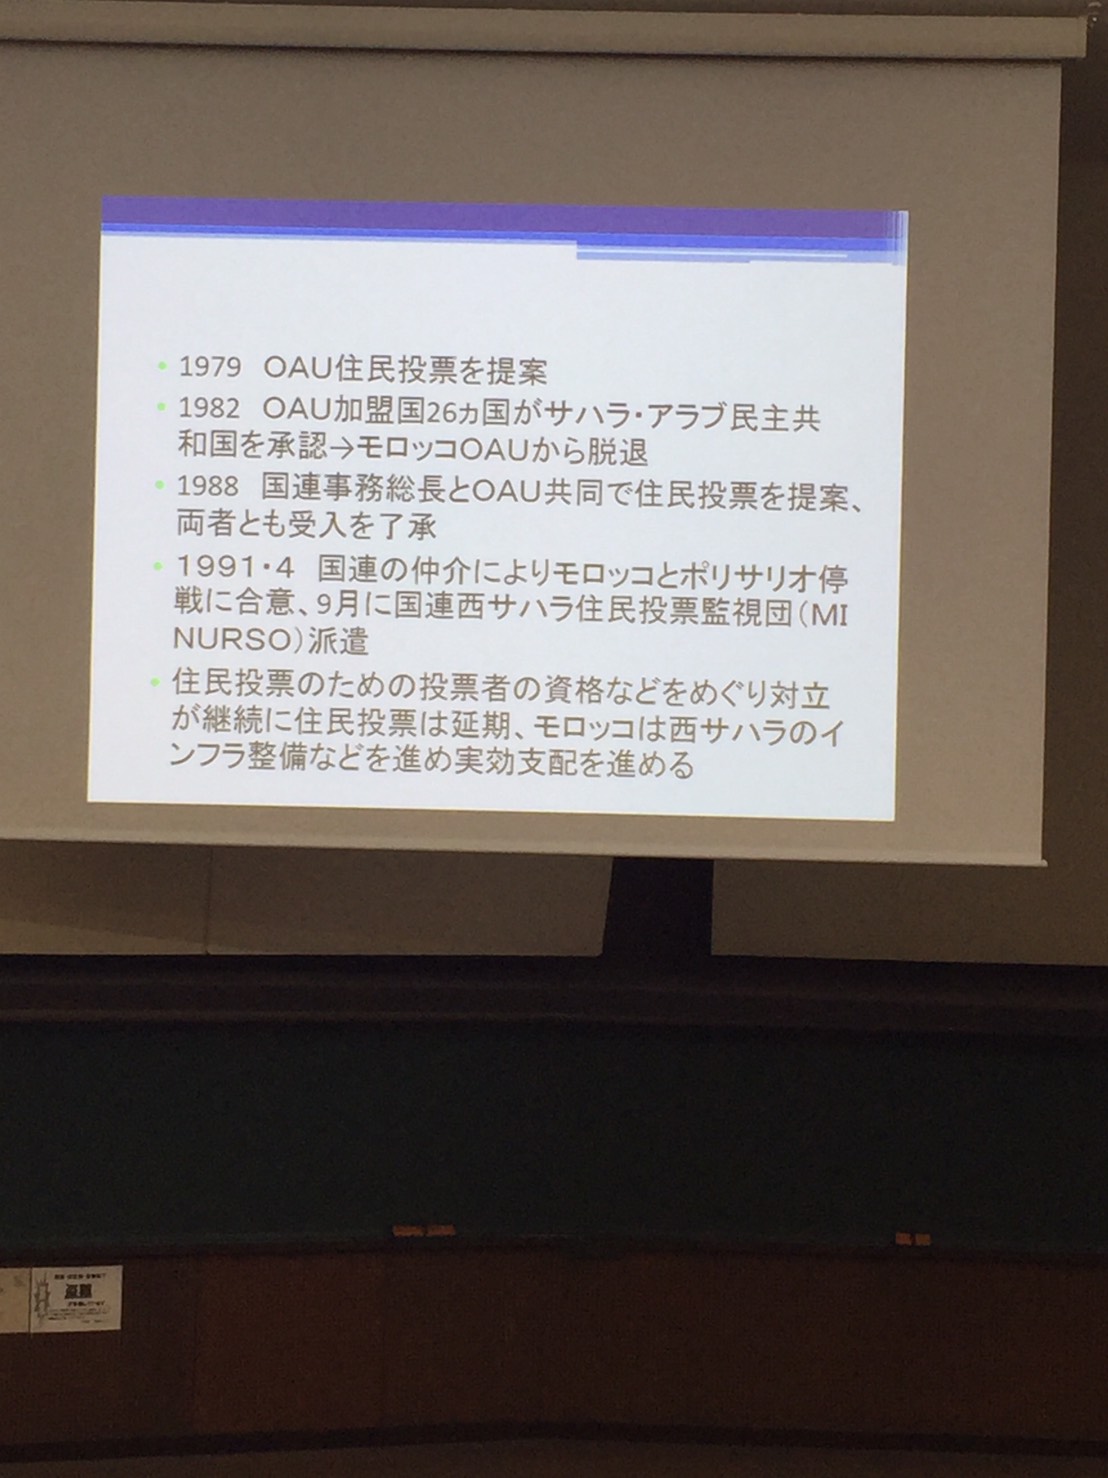 • 1979　OAU住民投票を提案
• 1982　OAU加盟国26ヵ国がサハラ・アラブ民主共
和国を承認→モロッコOAUから脱退
• 1988　国連事務総長とOAU共同で住民投票を提案、
両者とも受入を了承
• １９９１・４　国連の仲介によりモロッコとポリサリオ停
戦に合意、9月に国連西サハラ住民投票監視団（MI
NURSO）派遣
• 住民投票のための投票者の資格などをめぐり対立
が継続に住民投票は延期、モロッコは西サハラのイ
ンフラ整備などを進め実効支配を進める